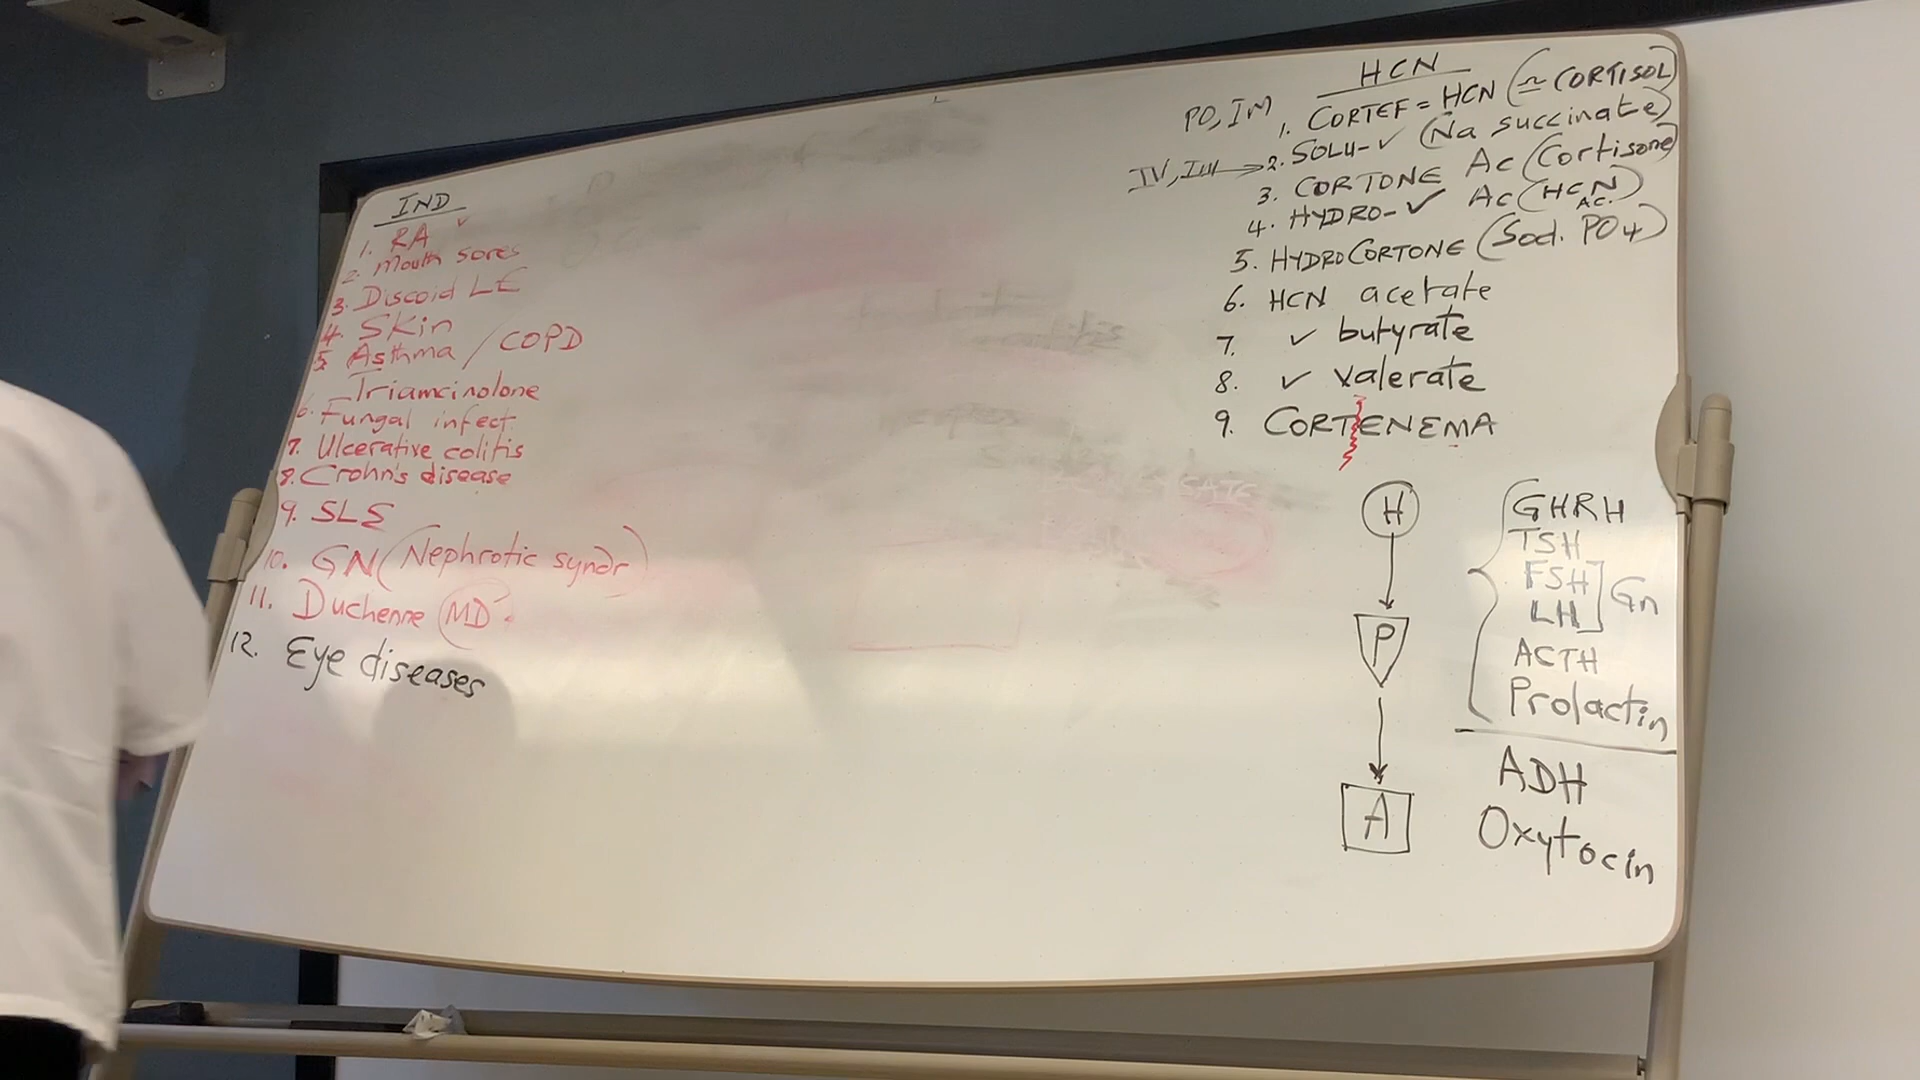 IND
1. RA ✓
2. Mouth sores
3. Discoid LE
4. Skin
5 Asthma / COPD
Triamcinolone
6. Fungal infect.
7. Ulcerative colitis
8. Crohn's disease
9. SLE
10. GN (Nephrotic syndr)
11. Duchenne MD
12. Eye diseases
HCN
PO, IM 1. CORTEF = HCN (≃ CORTISOL)
IV, IM → 2. SOLU- ✓ (Na succinate)
3. CORTONE Ac (Cortisone)
4. HYDRO- ✓ Ac (HCN AC.)
5. HYDROCORTONE (Sod. PO4)
6. HCN acetate
7. ✓ butyrate
8. ✓ valerate
9. CORTENEMA
H
P
A
GHRH
TSH
FSH
LH
Gn
ACTH
Prolactin
ADH
Oxytocin